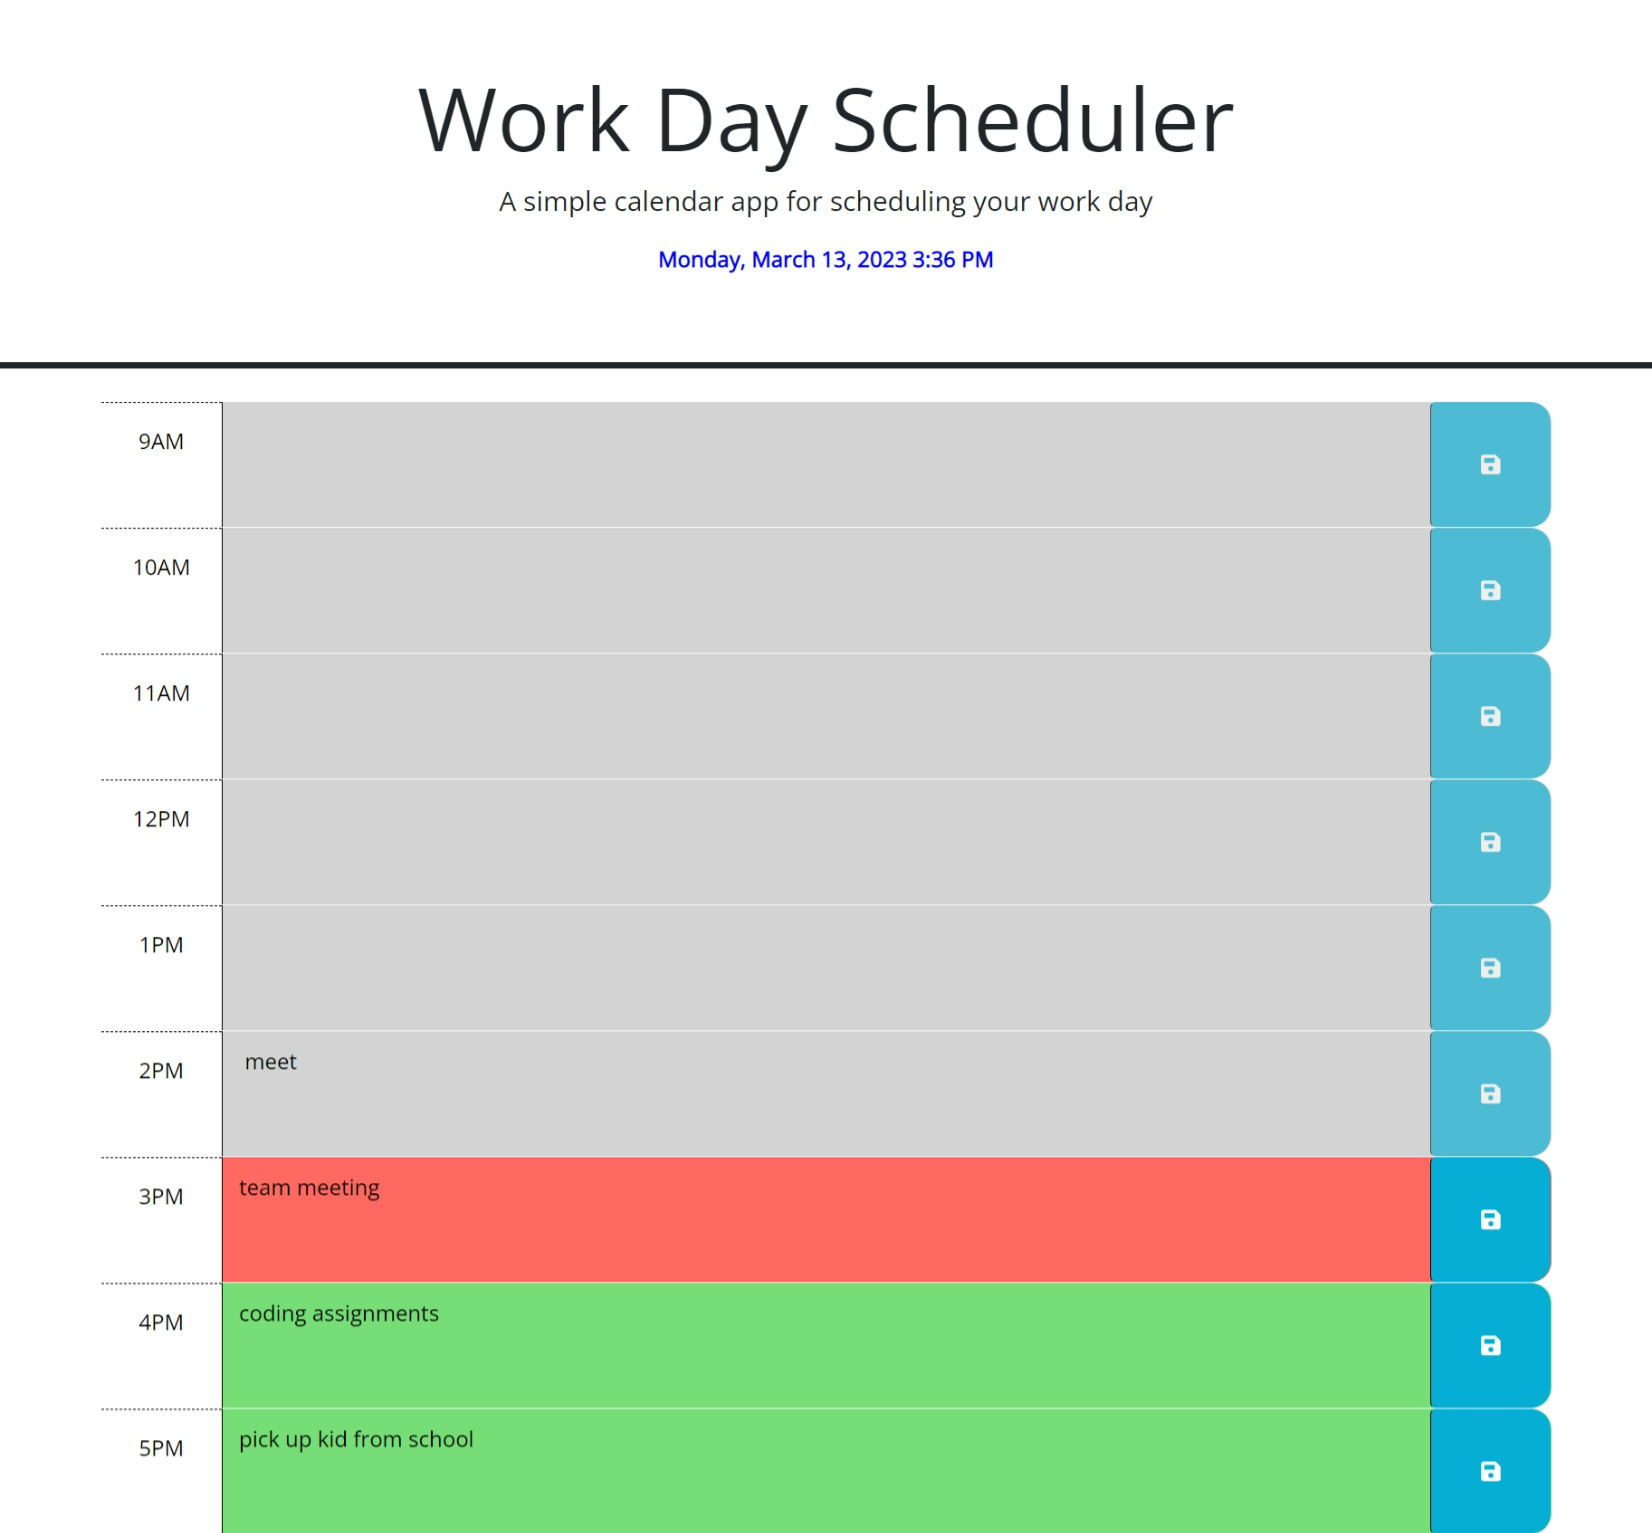 Work Day Scheduler
A simple calendar app for scheduling your work day
Monday, March 13, 2023 3:36 PM
9AM
10AM
11AM
12PM
1PM
2PM meet
3PM team meeting
4PM coding assignments
5PM pick up kid from school